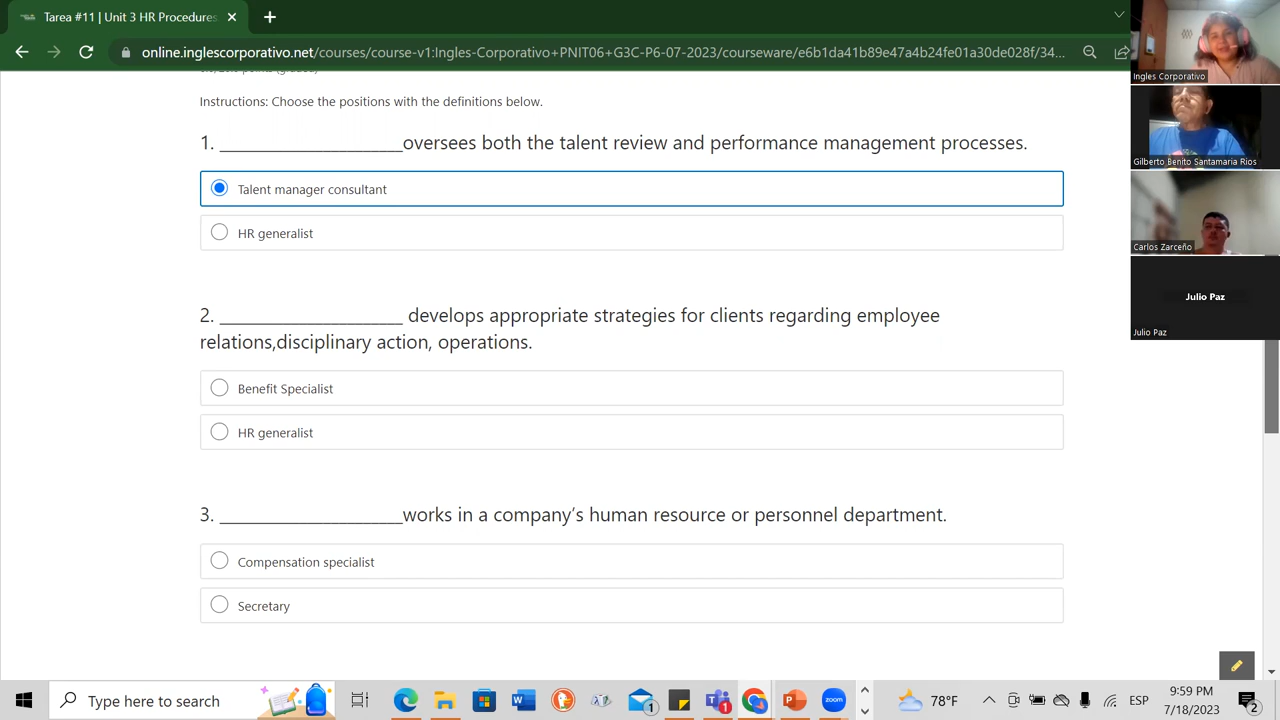 Tarea #11 | Unit 3 HR Procedures
online.inglescorporativo.net/courses/course-v1:Ingles-Corporativo+PNIT06+G3C-P6-07-2023/courseware/e6b1da41b89e47a4b24fe01a30de028f/34...
Instructions: Choose the positions with the definitions below.
1. ____________________oversees both the talent review and performance management processes.
Talent manager consultant
HR generalist
2. ____________________ develops appropriate strategies for clients regarding employee
relations,disciplinary action, operations.
Benefit Specialist
HR generalist
3. ____________________works in a company’s human resource or personnel department.
Compensation specialist
Secretary
Ingles Corporativo
Gilberto Benito Santamaria Rios
Carlos Zarceño
Julio Paz
Julio Paz
Type here to search
1
1
zoom
78°F
ESP
9:59 PM
7/18/2023
2